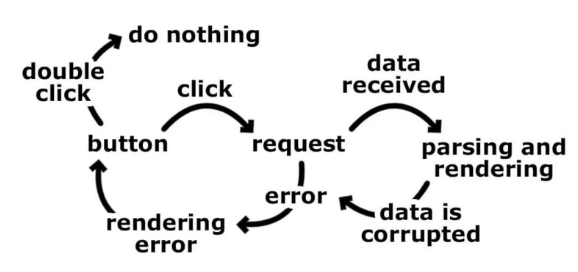 do nothing
double
click
click
data
received
button
request
parsing and
rendering
error
rendering
error
data is
corrupted